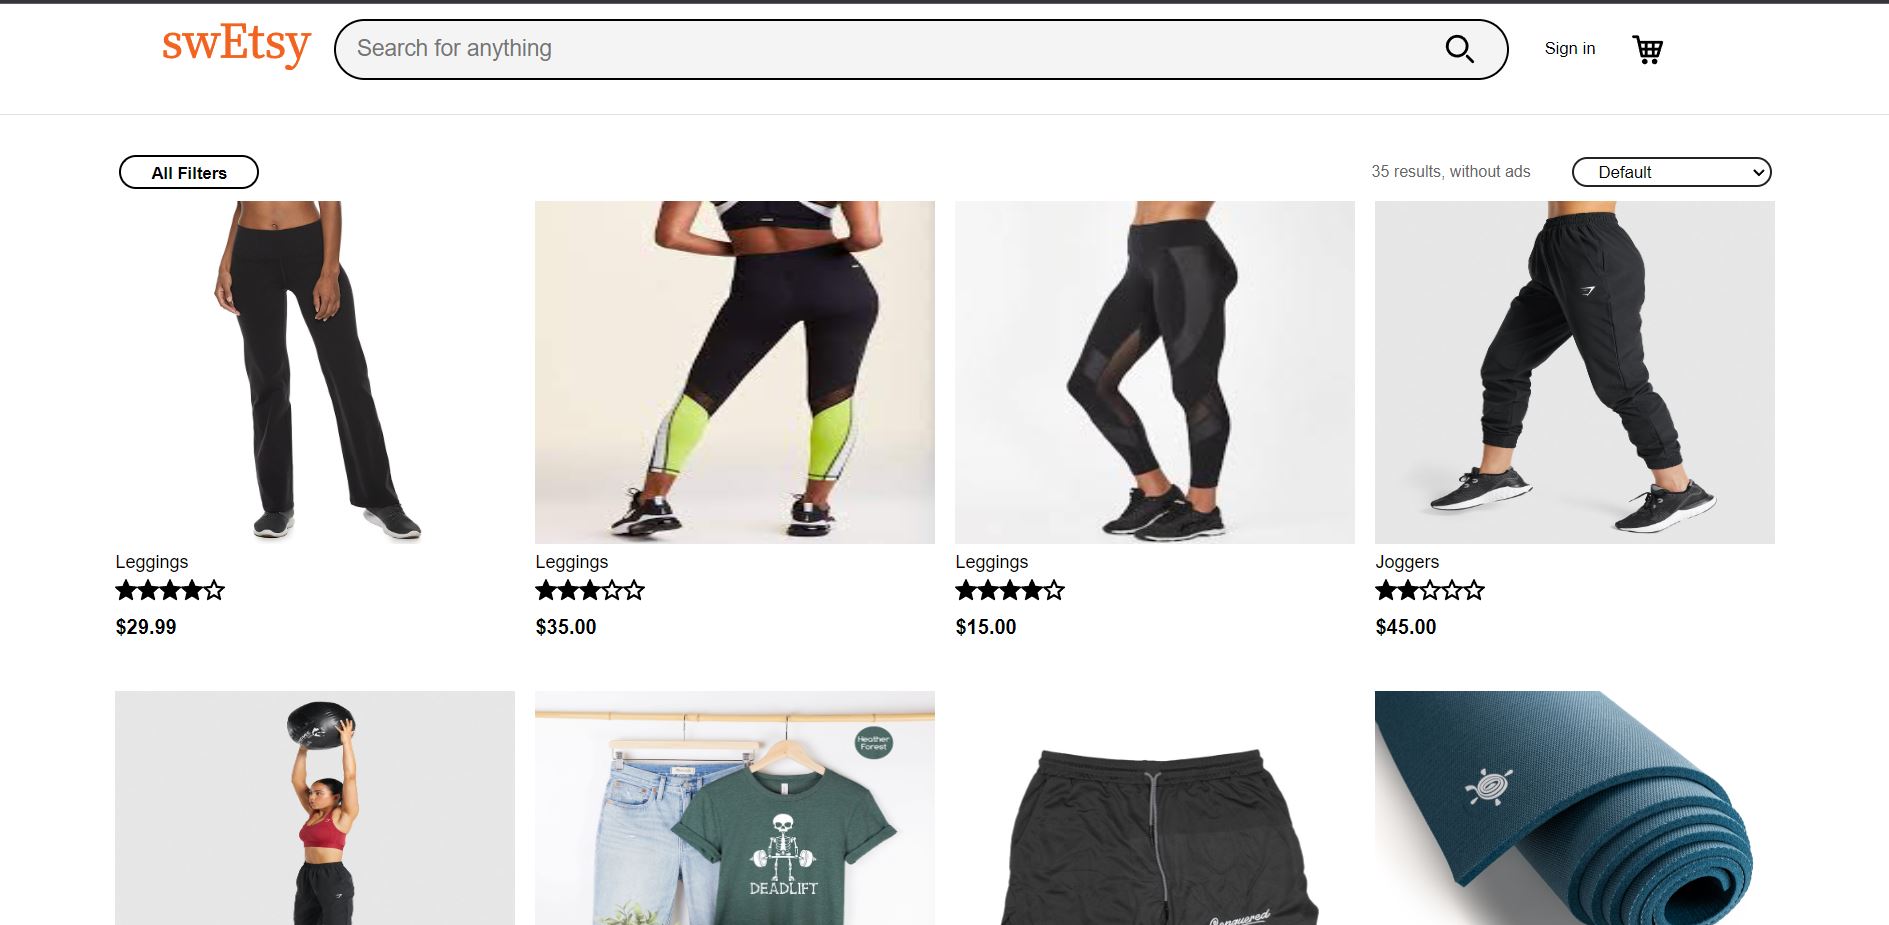 swEtsy
Search for anything
Sign in
All Filters
35 results, without ads
Default
Leggings
$29.99
Leggings
$35.00
Leggings
$15.00
Joggers
$45.00
Heather
Forest
DEADLIFT
Conquered